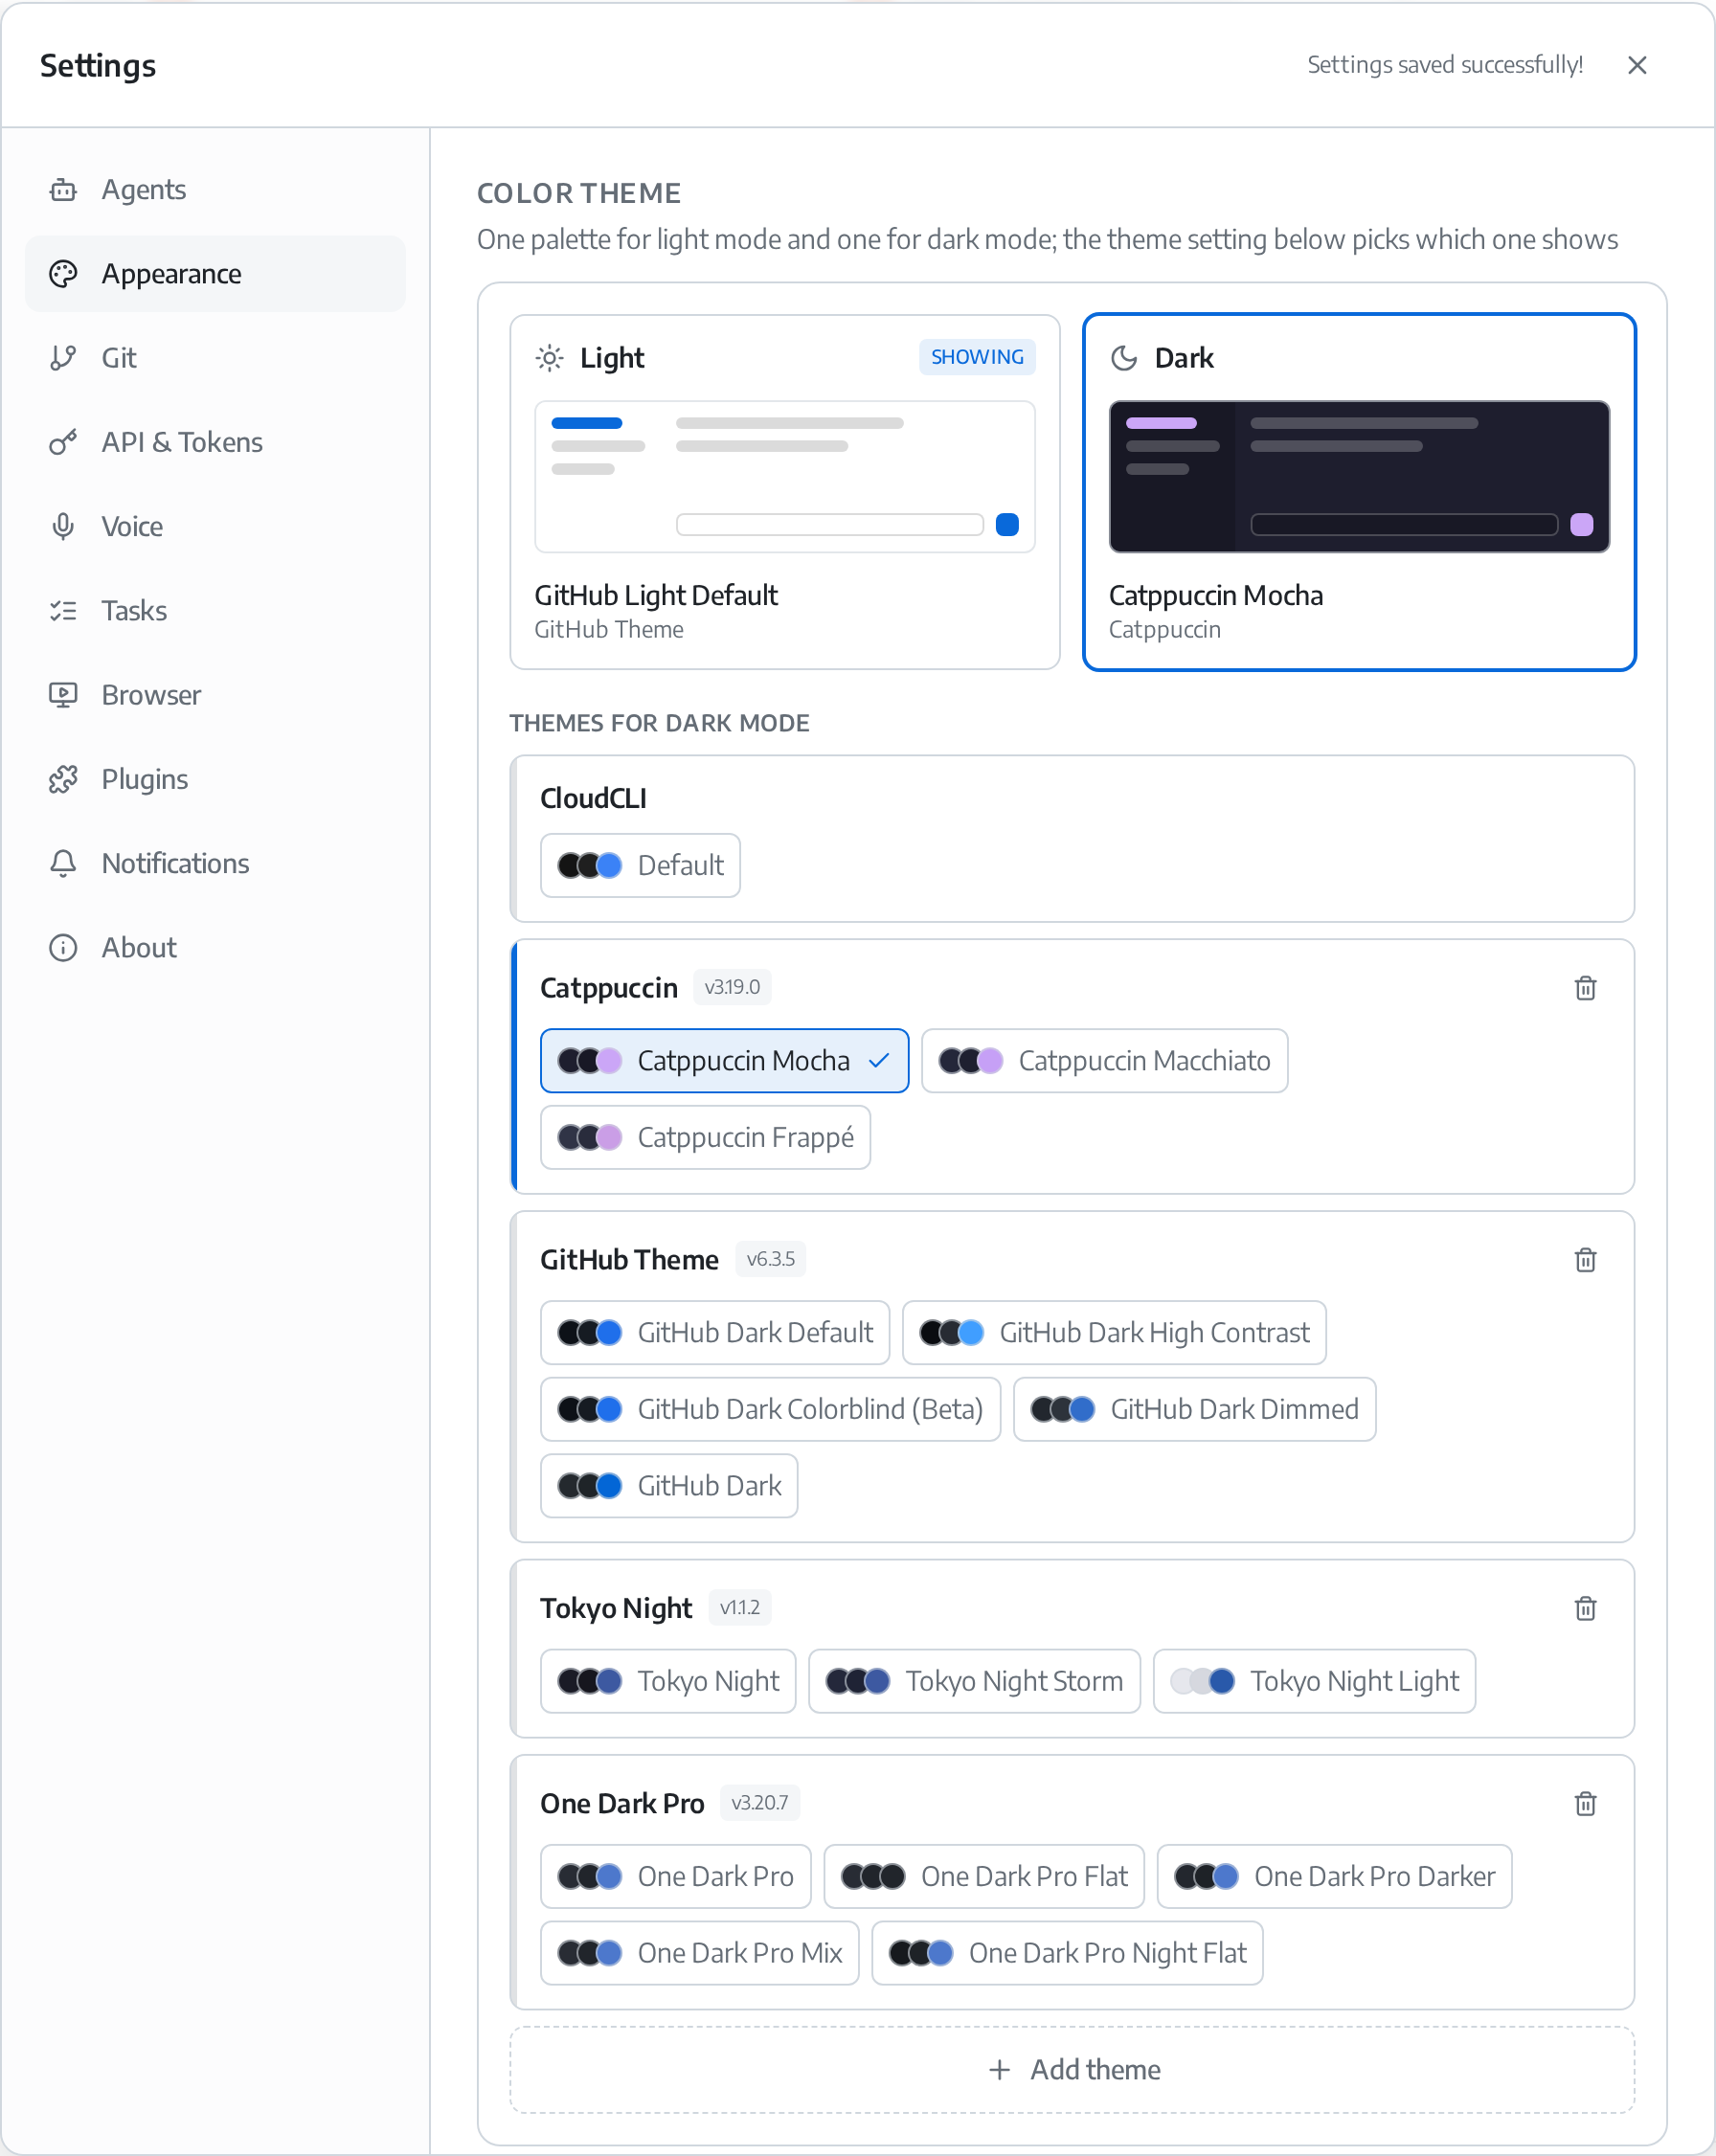 Settings
Settings saved successfully!
Agents
Appearance
Git
API & Tokens
Voice
Tasks
Browser
Plugins
Notifications
About
COLOR THEME
One palette for light mode and one for dark mode; the theme setting below picks which one shows
Light
SHOWING
GitHub Light Default
GitHub Theme
Dark
Catppuccin Mocha
Catppuccin
THEMES FOR DARK MODE
CloudCLI
Default
Catppuccin v3.19.0
Catppuccin Mocha
Catppuccin Macchiato
Catppuccin Frappé
GitHub Theme v6.3.5
GitHub Dark Default
GitHub Dark High Contrast
GitHub Dark Colorblind (Beta)
GitHub Dark Dimmed
GitHub Dark
Tokyo Night v1.1.2
Tokyo Night
Tokyo Night Storm
Tokyo Night Light
One Dark Pro v3.20.7
One Dark Pro
One Dark Pro Flat
One Dark Pro Darker
One Dark Pro Mix
One Dark Pro Night Flat
Add theme